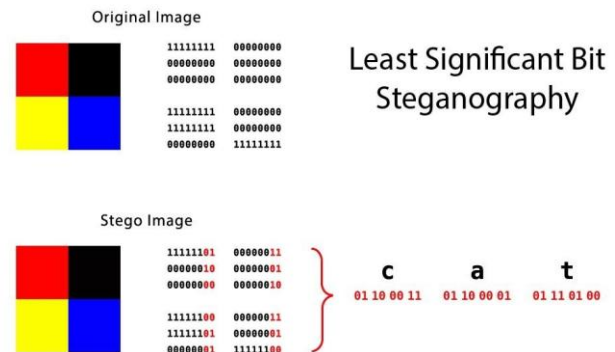 Original Image
11111111 00000000
00000000 00000000
00000000 00000000
11111111 00000000
11111111 00000000
00000000 11111111
Least Significant Bit
Steganography
Stego Image
11111101 00000011
00000010 00000001
00000000 00000010
11111100 00000011
11111101 00000001
00000001 11111100
c a t
01 10 00 11 01 10 00 01 01 11 01 00